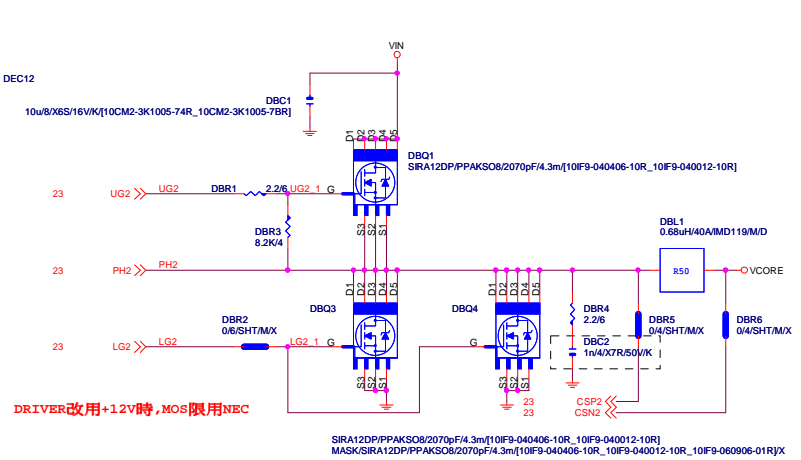 VIN
DEC12
DBC1
10u/8/X6S/16V/K/[10CM2-3K1005-74R_10CM2-3K1005-7BR]
D1 D2 D3 D4 D5
DBQ1
SIRA12DP/PPAKSO8/2070pF/4.3m/[10IF9-040406-10R_10IF9-040012-10R]
23 UG2 UG2 DBR1 2.2/6 UG2_1 G
S3 S2 S1
DBR3
8.2K/4
DBL1
0.68uH/40A/IMD119/M/D
23 PH2 PH2 R50 VCORE
D1 D2 D3 D4 D5 D1 D2 D3 D4 D5
DBR2
0/6/SHT/M/X
DBQ3
DBQ4
DBR4
2.2/6
DBR5
0/4/SHT/M/X
DBR6
0/4/SHT/M/X
23 LG2 LG2 LG2_1 G G
DBC2
1n/4/X7R/50V/K
S3 S2 S1 S3 S2 S1
23 CSP2
23 CSN2
DRIVER改用+12V時,MOS限用NEC
SIRA12DP/PPAKSO8/2070pF/4.3m/[10IF9-040406-10R_10IF9-040012-10R]
MASK/SIRA12DP/PPAKSO8/2070pF/4.3m/[10IF9-040406-10R_10IF9-040012-10R_10IF9-060906-01R]/X